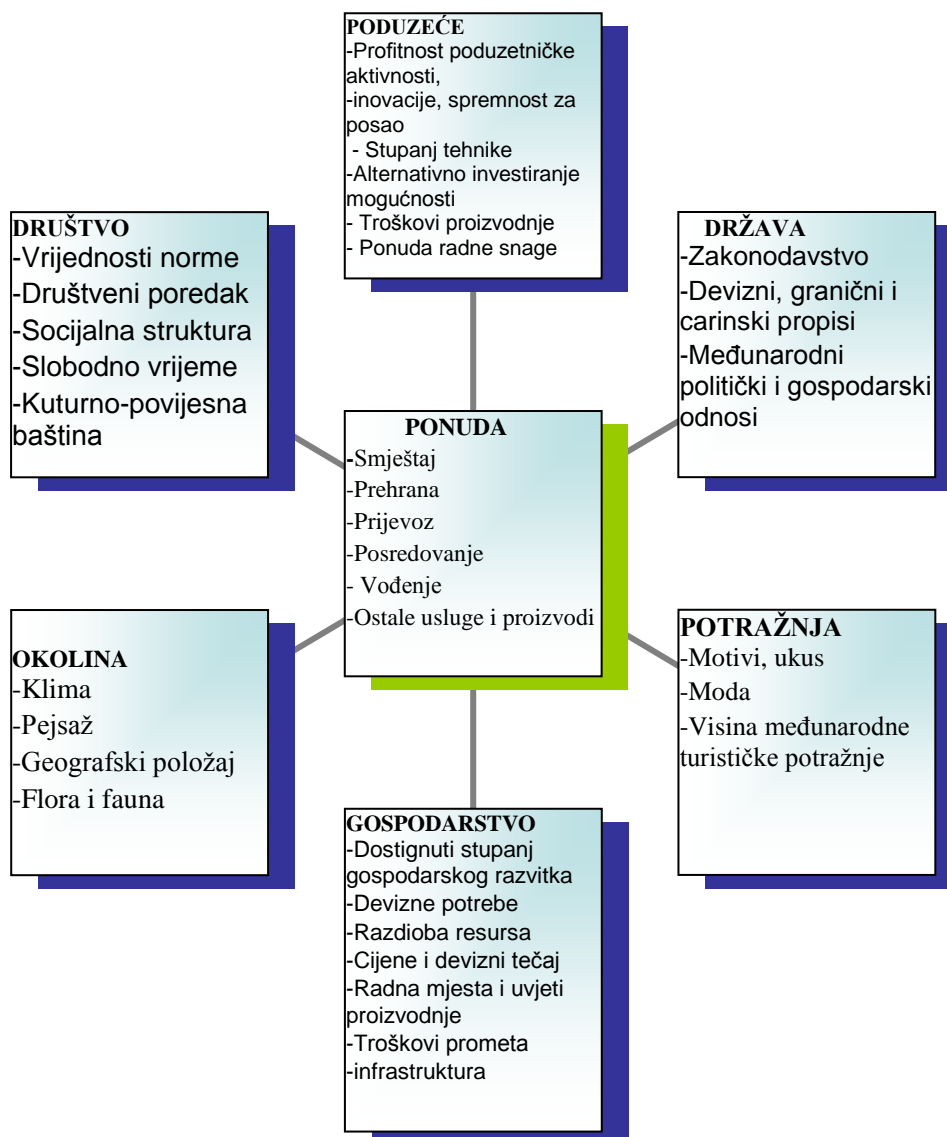 PODUZEĆE
-Profitnost poduzetničke
aktivnosti,
-inovacije, spremnost za
posao
- Stupanj tehnike
-Alternativno investiranje
mogućnosti
- Troškovi proizvodnje
- Ponuda radne snage
DRUŠTVO
-Vrijednosti norme
-Društveni poredak
-Socijalna struktura
-Slobodno vrijeme
-Kuturno-povijesna
baština
DRŽAVA
-Zakonodavstvo
-Devizni, granični i
carinski propisi
-Međunarodni
politički i gospodarski
odnosi
PONUDA
-Smještaj
-Prehrana
-Prijevoz
-Posredovanje
- Vođenje
-Ostale usluge i proizvodi
OKOLINA
-Klima
-Pejsaž
-Geografski položaj
-Flora i fauna
POTRAŽNJA
-Motivi, ukus
-Moda
-Visina međunarodne
turističke potražnje
GOSPODARSTVO
-Dostignuti stupanj
gospodarskog razvitka
-Devizne potrebe
-Razdioba resursa
-Cijene i devizni tečaj
-Radna mjesta i uvjeti
proizvodnje
-Troškovi prometa
-infrastruktura